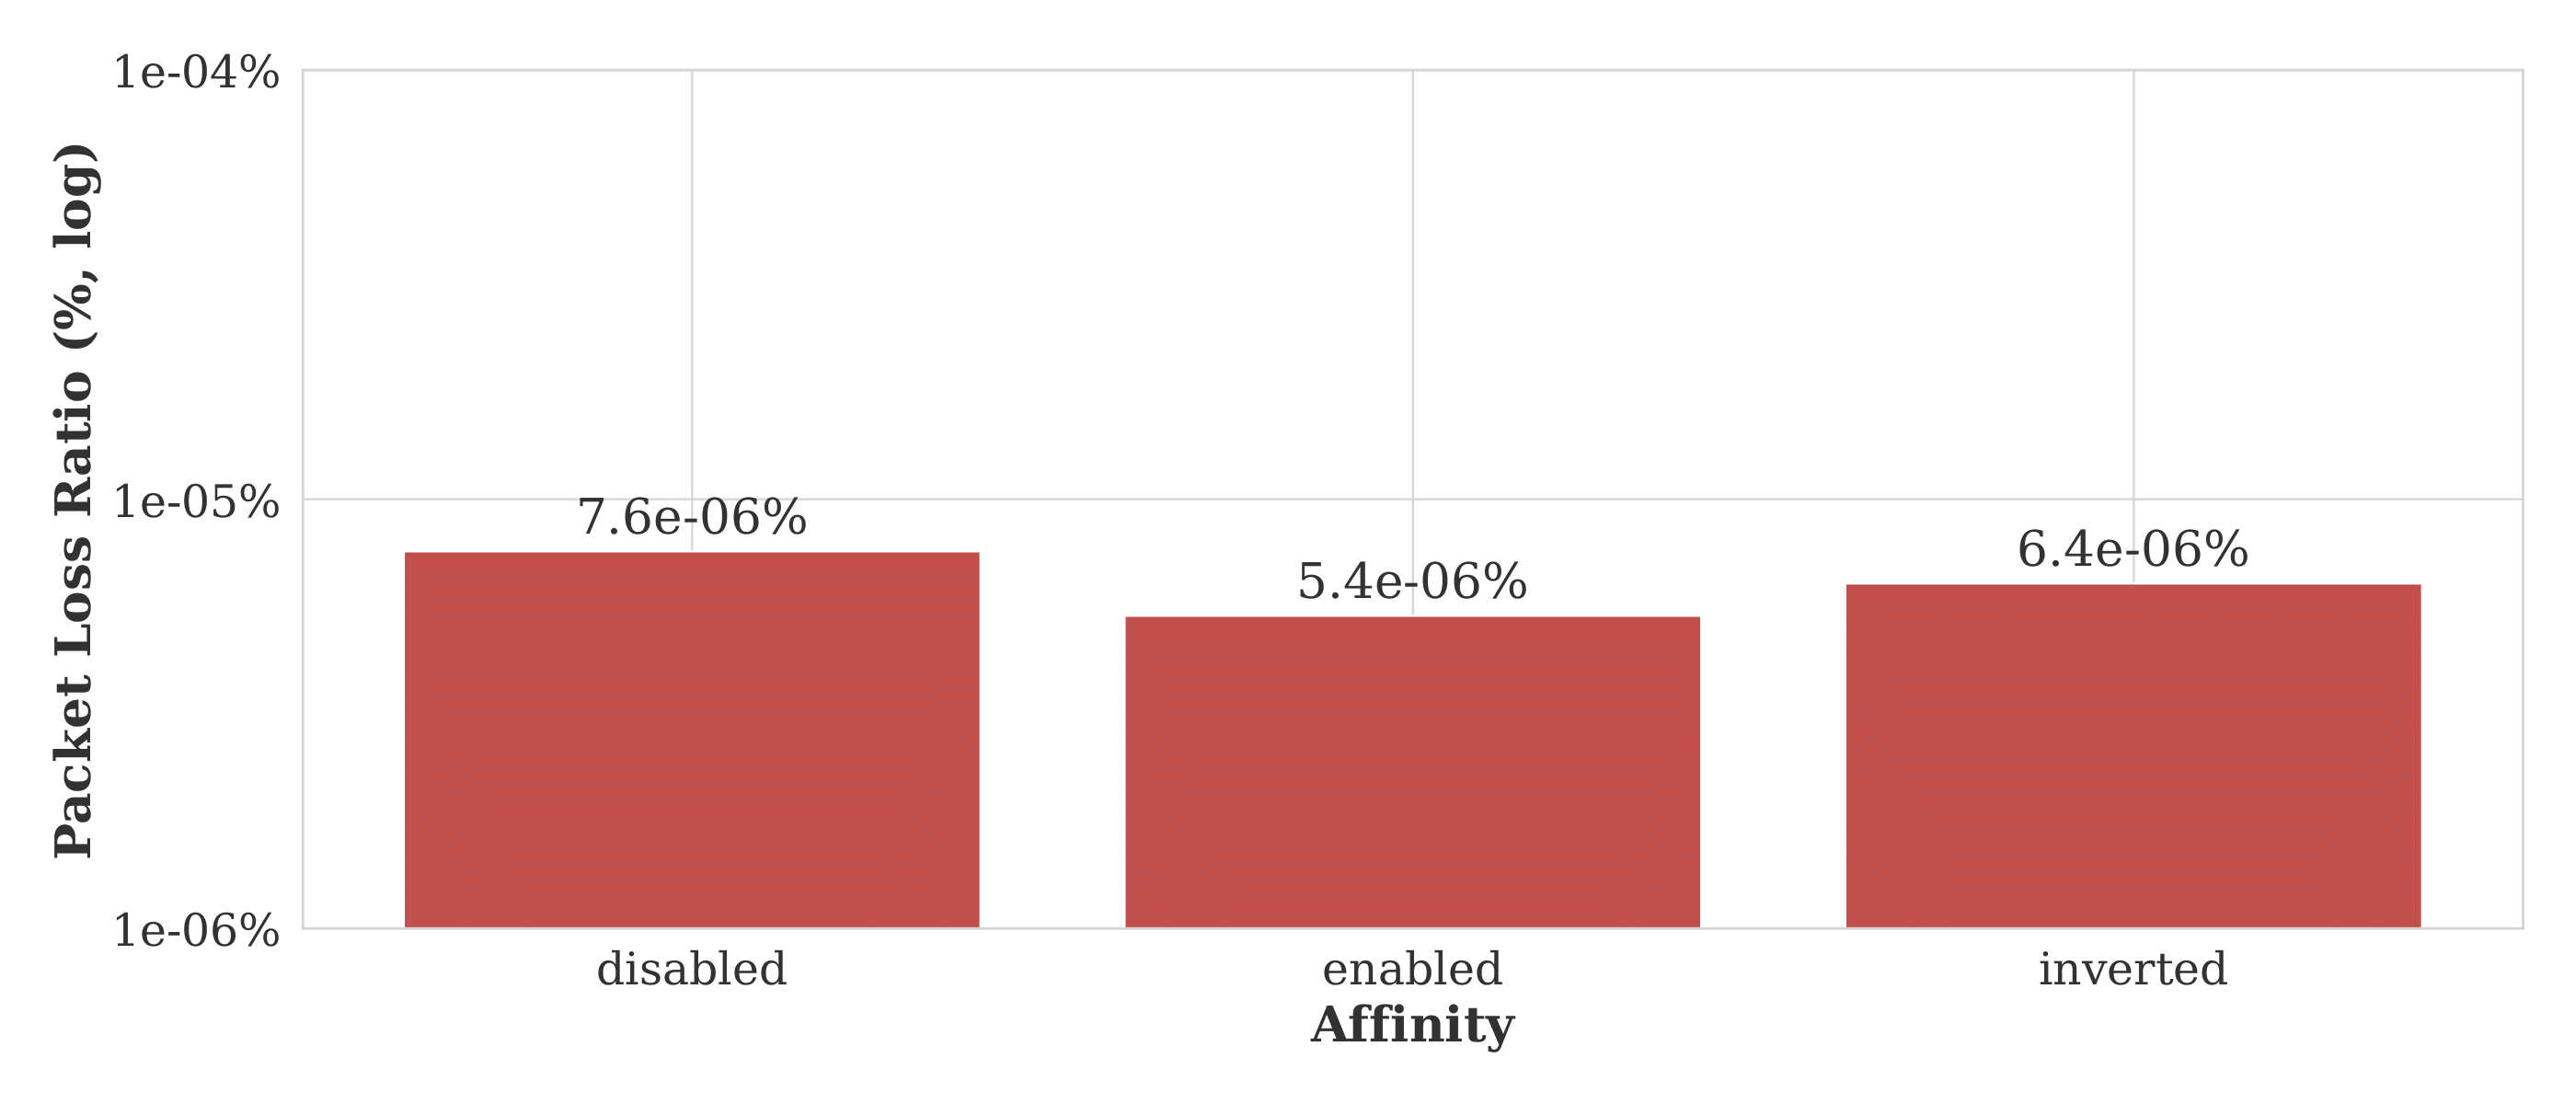 Packet Loss Ratio (%, log)
1e-04%
1e-05%
1e-06%
7.6e-06%
5.4e-06%
6.4e-06%
disabled
enabled
inverted
Affinity